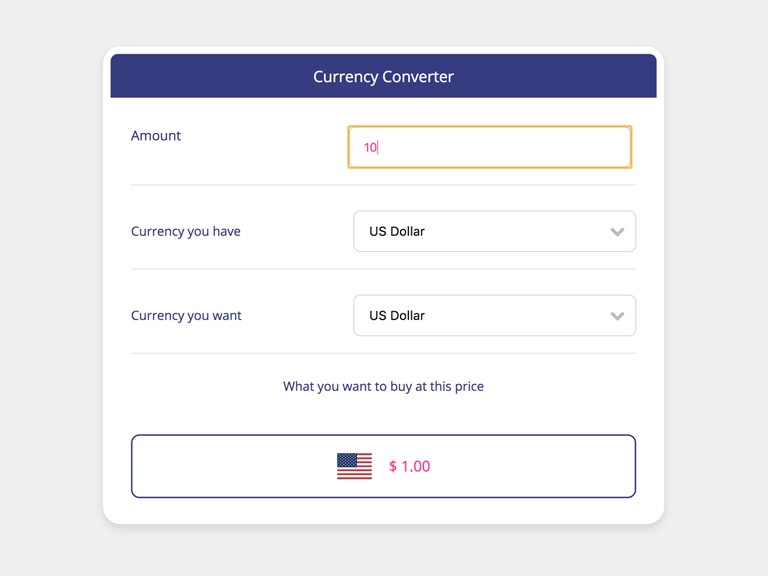 Currency Converter
Amount
10
Currency you have
US Dollar
Currency you want
US Dollar
What you want to buy at this price
$ 1.00